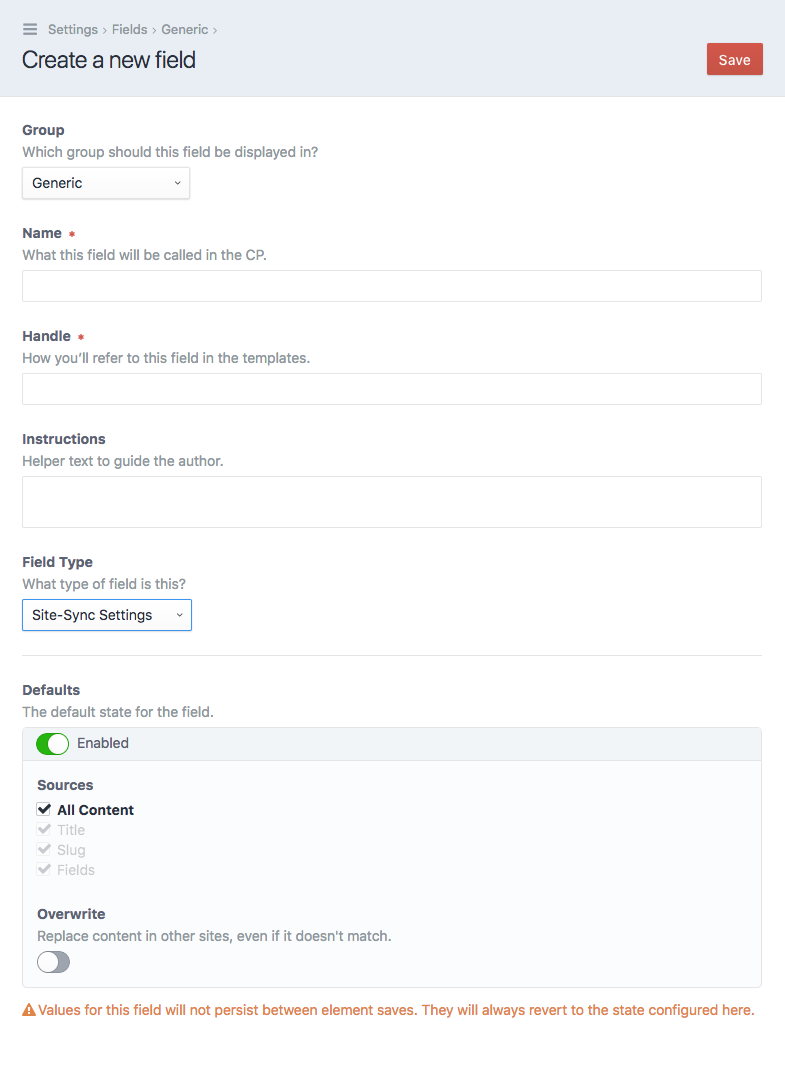 Settings › Fields › Generic ›
Create a new field
Save
Group
Which group should this field be displayed in?
Generic
Name *
What this field will be called in the CP.
Handle *
How you’ll refer to this field in the templates.
Instructions
Helper text to guide the author.
Field Type
What type of field is this?
Site-Sync Settings
Defaults
The default state for the field.
Enabled
Sources
All Content
Title
Slug
Fields
Overwrite
Replace content in other sites, even if it doesn't match.
Values for this field will not persist between element saves. They will always revert to the state configured here.